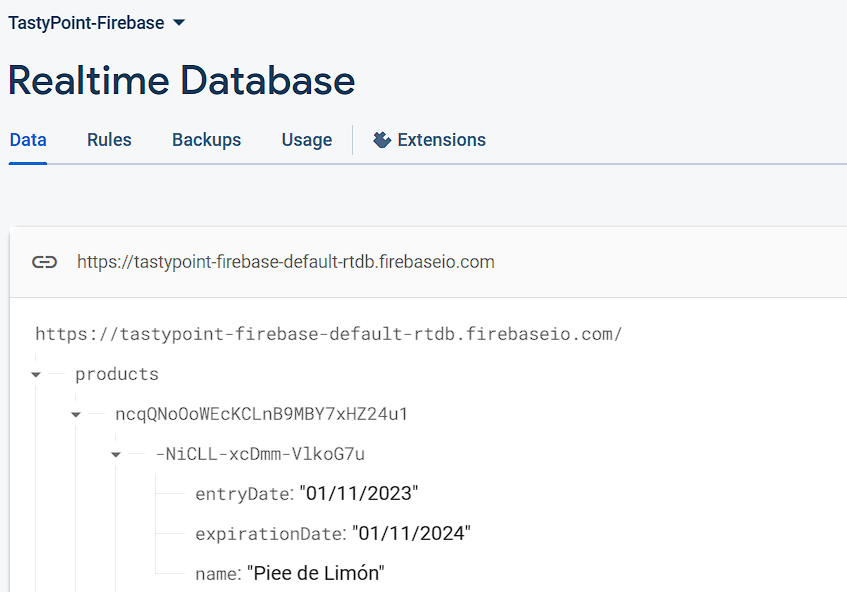 TastyPoint-Firebase
Realtime Database
Data Rules Backups Usage Extensions
https://tastypoint-firebase-default-rtdb.firebaseio.com
https://tastypoint-firebase-default-rtdb.firebaseio.com/
products
ncqQNoOoWEcKCLnB9MBY7xHZ24u1
-NiCLL-xcDmm-VlkoG7u
entryDate: "01/11/2023"
expirationDate: "01/11/2024"
name: "Piee de Limón"